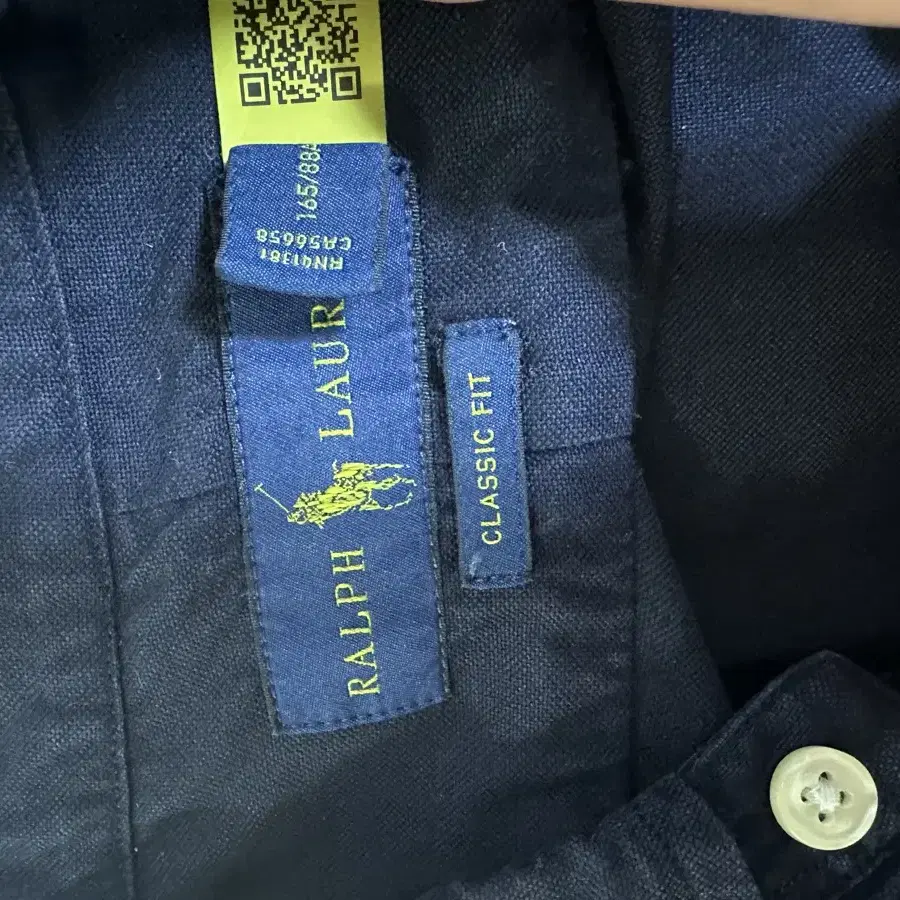 RALPH LAUR
CLASSIC FIT
165/88A
CA56658
RN41381